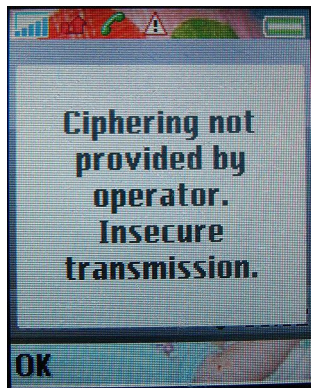 Ciphering not
provided by
operator.
Insecure
transmission.
OK